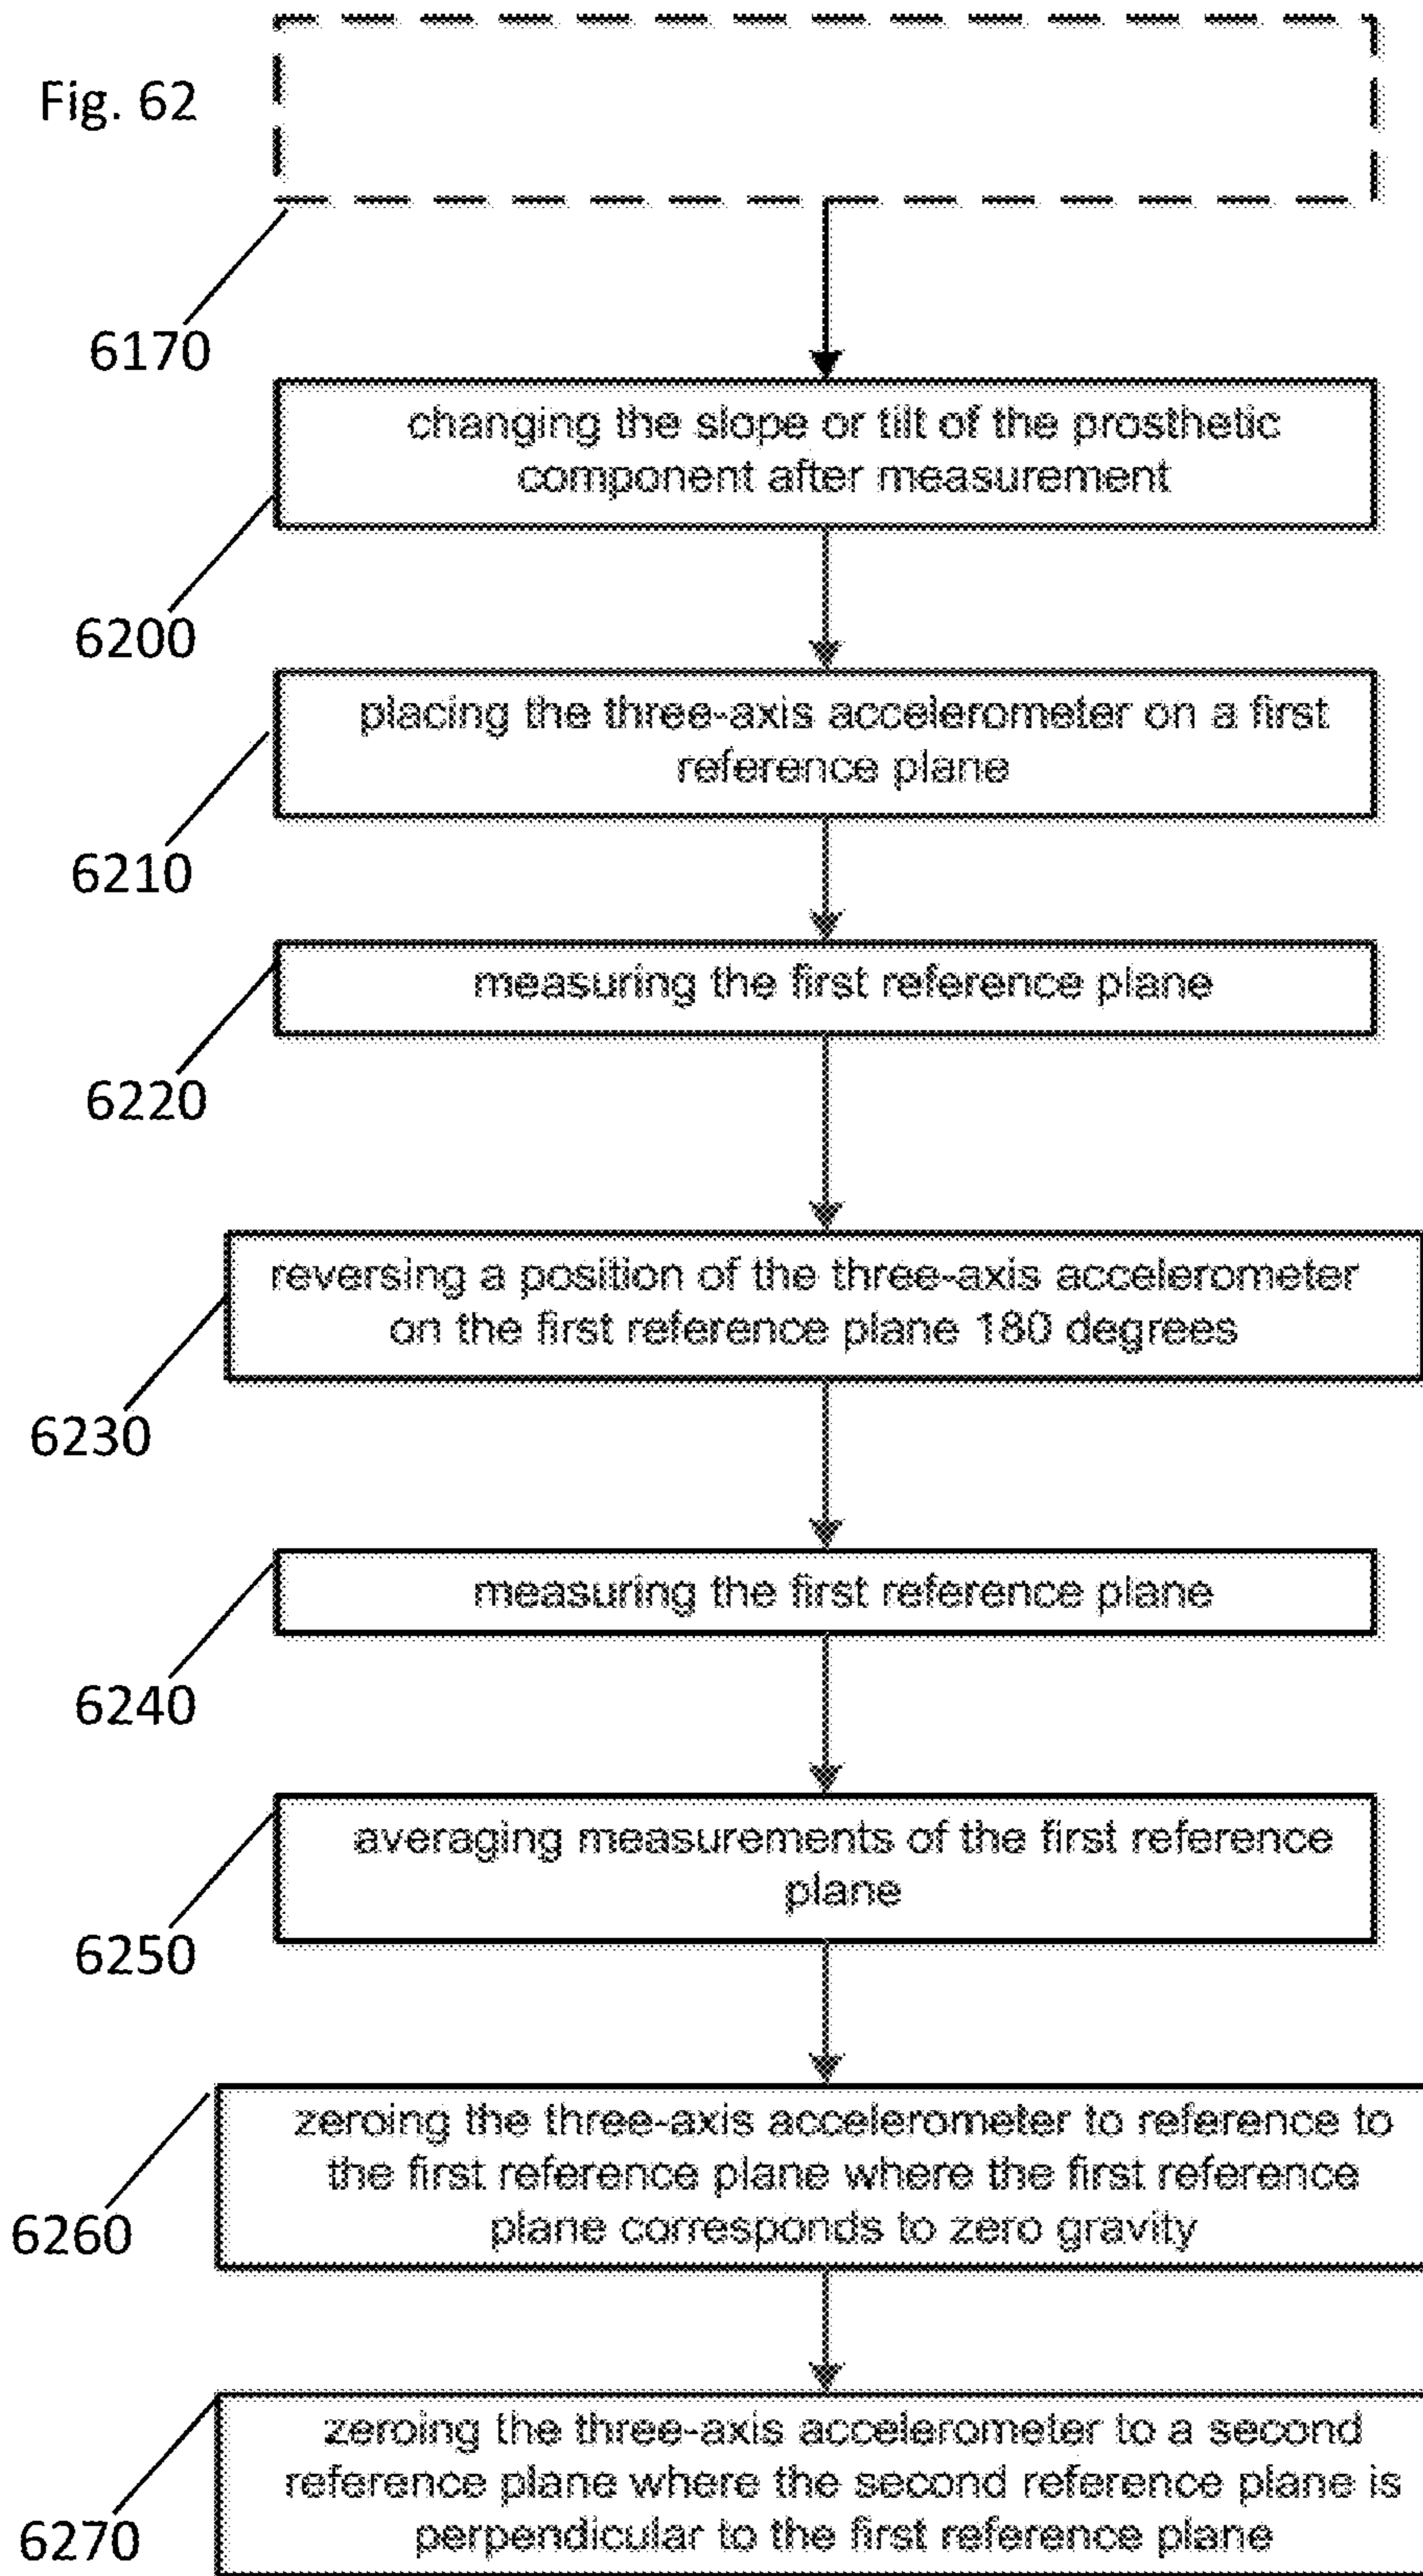 Fig. 62
6170
changing the slope or tilt of the prosthetic
component after measurement
6200
placing the three-axis accelerometer on a first
reference plane
6210
measuring the first reference plane
6220
reversing a position of the three-axis accelerometer
on the first reference plane 180 degrees
6230
measuring the first reference plane
6240
averaging measurements of the first reference
plane
6250
zeroing the three-axis accelerometer to reference to
the first reference plane where the first reference
plane corresponds to zero gravity
6260
zeroing the three-axis accelerometer to a second
reference plane where the second reference plane is
perpendicular to the first reference plane
6270